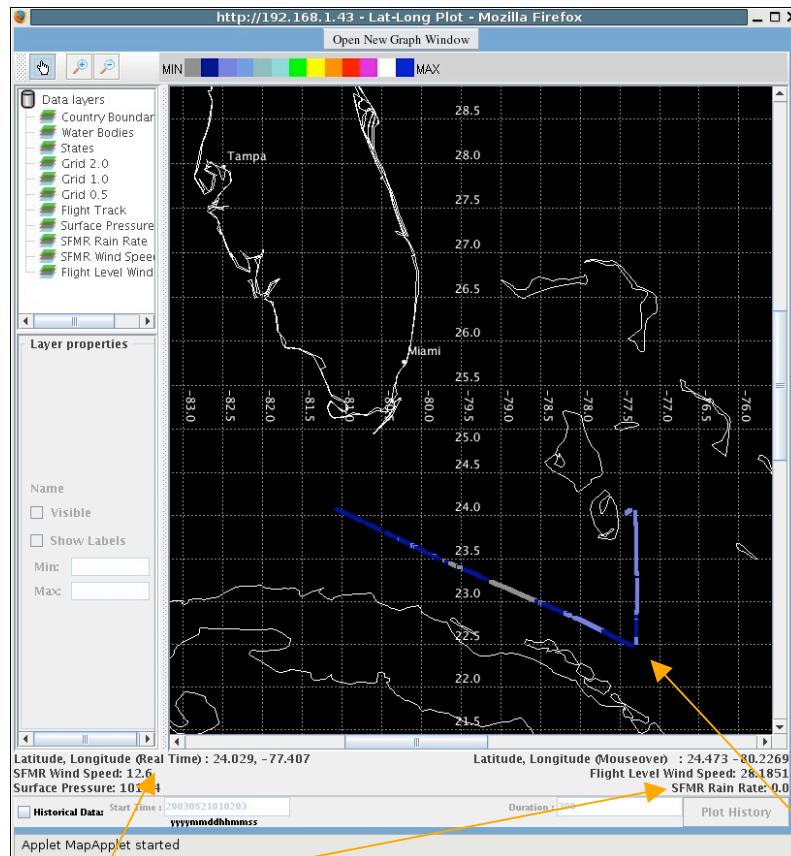 http://192.168.1.43 - Lat-Long Plot - Mozilla Firefox
Open New Graph Window
MIN MAX
Data layers
Country Boundar
Water Bodies
States
Grid 2.0
Grid 1.0
Grid 0.5
Flight Track
Surface Pressure
SFMR Rain Rate
SFMR Wind Spee
Flight Level Wind
Layer properties
Name
Visible
Show Labels
Min:
Max:
28.5
Tampa
28.0
27.5
27.0
26.5
26.0
Miami
25.5
-83.0 -82.5 -82.0 -81.5 -80.0 -79.5 -79.0 -78.5 -78.0 -77.5 -77.0 -76.5 -76.0
25.0
24.5
24.0
23.5
23.0
22.5
22.0
21.5
Latitude, Longitude (Real Time) : 24.029, -77.407
SFMR Wind Speed: 12.6
Surface Pressure:
Latitude, Longitude (Mouseover) : 24.473 -80.2269
Flight Level Wind Speed: 28.1851
SFMR Rain Rate: 0.0
Historical Data: Start Time : 20030821010203 Duration : Plot History
yyyymmddhhmmss
Applet MapApplet started